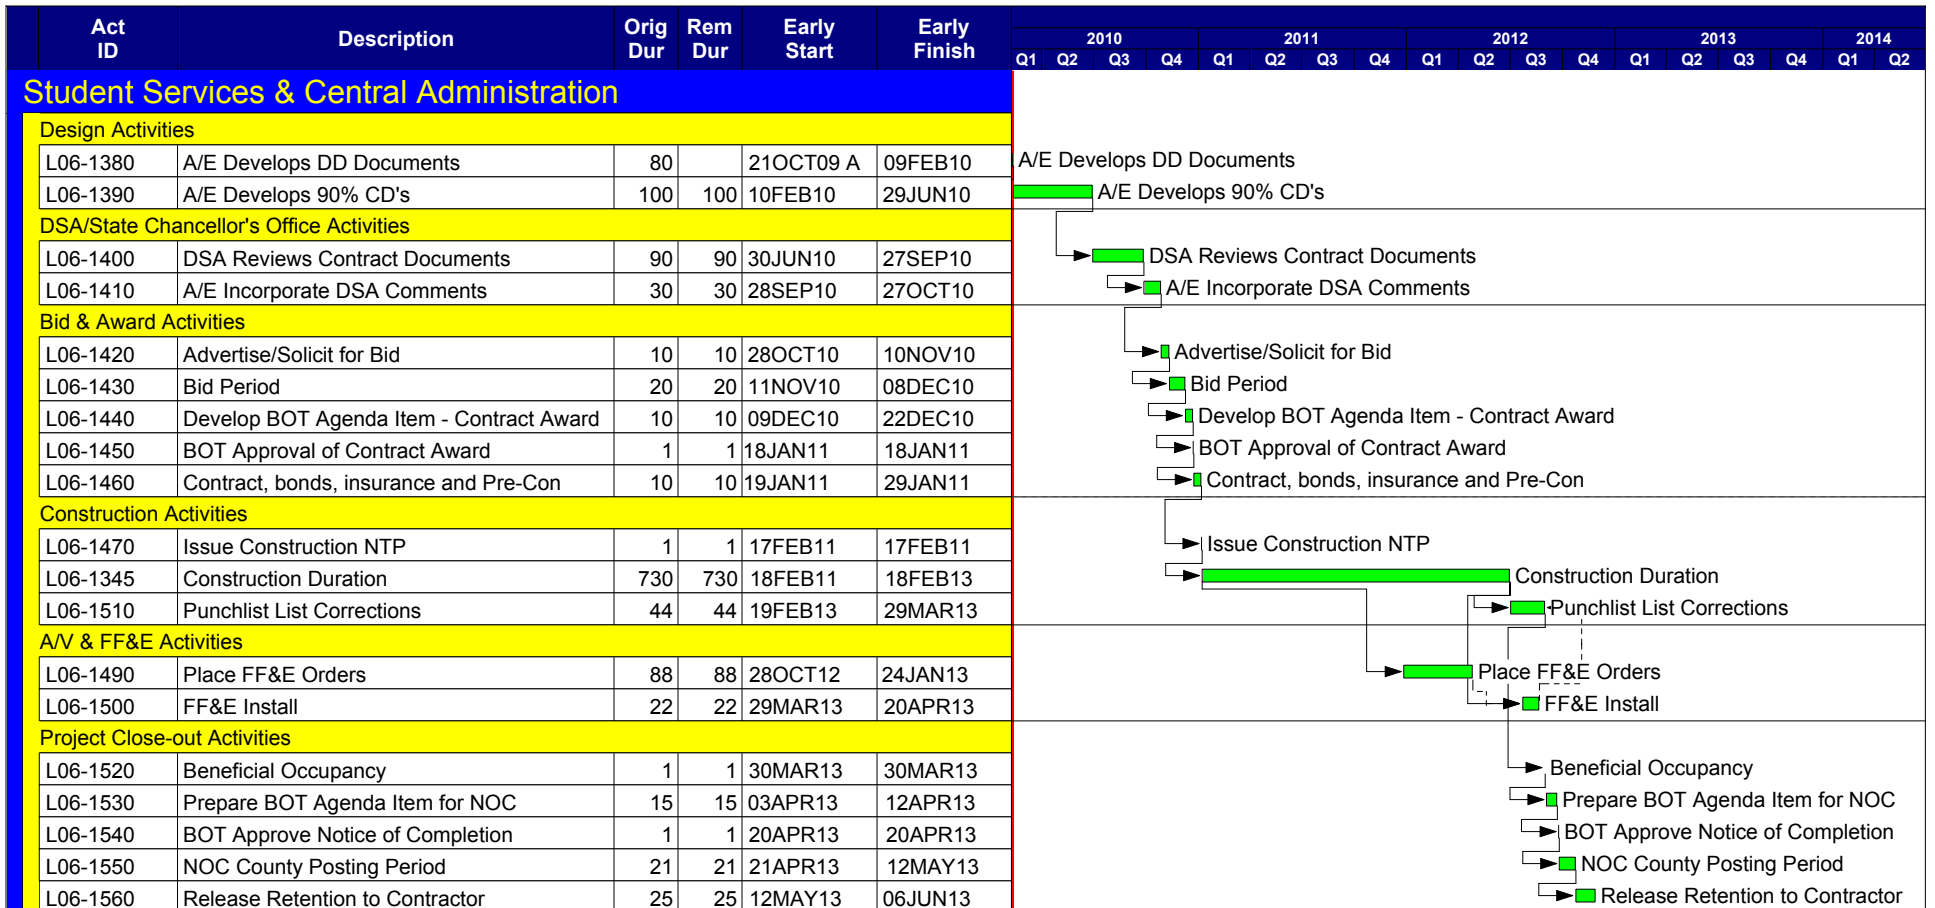 Act ID Description Orig Dur Rem Dur Early Start Early Finish
2010 2011 2012 2013 2014
Q1 Q2 Q3 Q4 Q1 Q2 Q3 Q4 Q1 Q2 Q3 Q4 Q1 Q2 Q3 Q4 Q1 Q2
Student Services & Central Administration
Design Activities
L06-1380 A/E Develops DD Documents 80 21OCT09 A 09FEB10 A/E Develops DD Documents
L06-1390 A/E Develops 90% CD's 100 100 10FEB10 29JUN10 A/E Develops 90% CD's
DSA/State Chancellor's Office Activities
L06-1400 DSA Reviews Contract Documents 90 90 30JUN10 27SEP10 DSA Reviews Contract Documents
L06-1410 A/E Incorporate DSA Comments 30 30 28SEP10 27OCT10 A/E Incorporate DSA Comments
Bid & Award Activities
L06-1420 Advertise/Solicit for Bid 10 10 28OCT10 10NOV10 Advertise/Solicit for Bid
L06-1430 Bid Period 20 20 11NOV10 08DEC10 Bid Period
L06-1440 Develop BOT Agenda Item - Contract Award 10 10 09DEC10 22DEC10 Develop BOT Agenda Item - Contract Award
L06-1450 BOT Approval of Contract Award 1 1 18JAN11 18JAN11 BOT Approval of Contract Award
L06-1460 Contract, bonds, insurance and Pre-Con 10 10 19JAN11 29JAN11 Contract, bonds, insurance and Pre-Con
Construction Activities
L06-1470 Issue Construction NTP 1 1 17FEB11 17FEB11 Issue Construction NTP
L06-1345 Construction Duration 730 730 18FEB11 18FEB13 Construction Duration
L06-1510 Punchlist List Corrections 44 44 19FEB13 29MAR13 Punchlist List Corrections
A/V & FF&E Activities
L06-1490 Place FF&E Orders 88 88 28OCT12 24JAN13 Place FF&E Orders
L06-1500 FF&E Install 22 22 29MAR13 20APR13 FF&E Install
Project Close-out Activities
L06-1520 Beneficial Occupancy 1 1 30MAR13 30MAR13 Beneficial Occupancy
L06-1530 Prepare BOT Agenda Item for NOC 15 15 03APR13 12APR13 Prepare BOT Agenda Item for NOC
L06-1540 BOT Approve Notice of Completion 1 1 20APR13 20APR13 BOT Approve Notice of Completion
L06-1550 NOC County Posting Period 21 21 21APR13 12MAY13 NOC County Posting Period
L06-1560 Release Retention to Contractor 25 25 12MAY13 06JUN13 Release Retention to Contractor